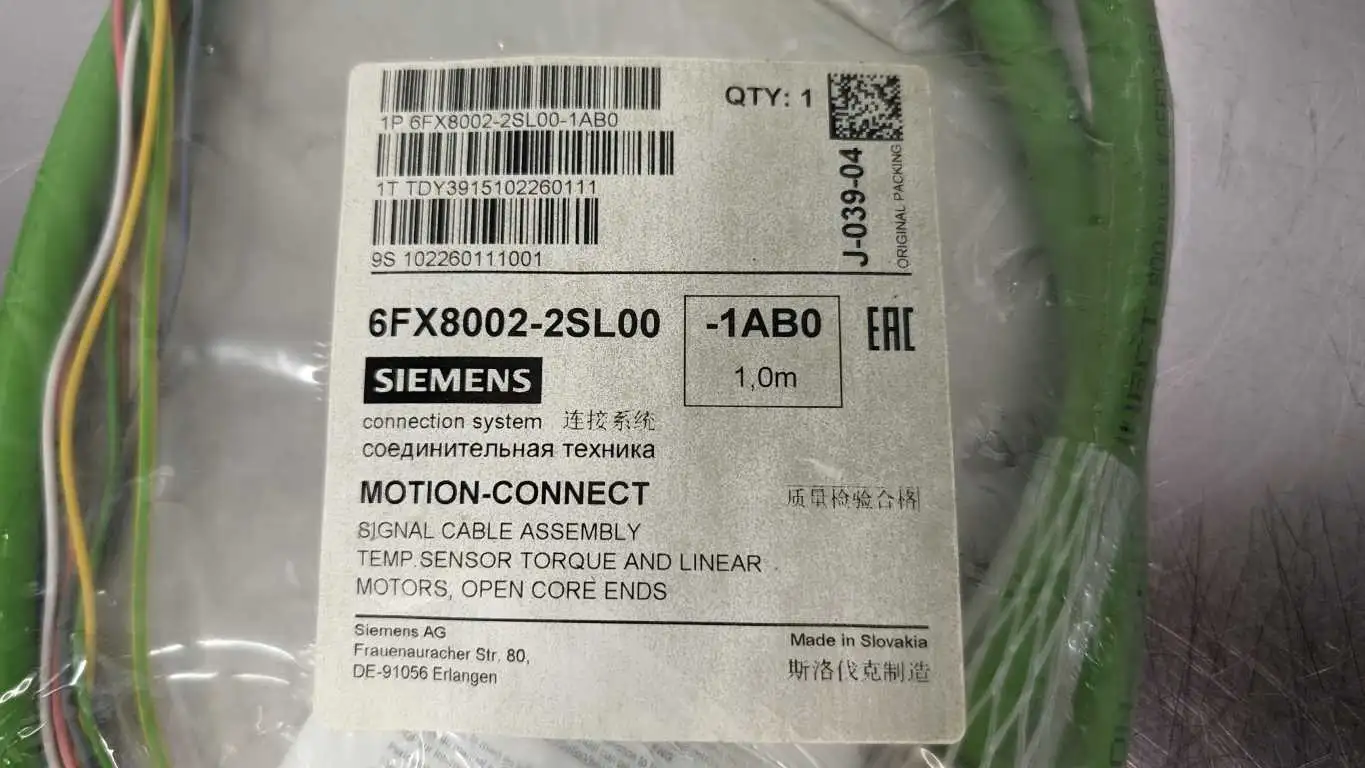 1P 6FX8002-2SL00-1AB0
QTY: 1
1T TDY3915102260111
9S 102260111001
J-039-04
ORIGINAL PACKING
6FX8002-2SL00
-1AB0
1,0m
EAC
SIEMENS
connection system 连接系统
соединительная техника
MOTION-CONNECT
质量检验合格
SIGNAL CABLE ASSEMBLY
TEMP.SENSOR TORQUE AND LINEAR
MOTORS, OPEN CORE ENDS
Siemens AG
Frauenauracher Str. 80,
DE-91056 Erlangen
Made in Slovakia
斯洛伐克制造